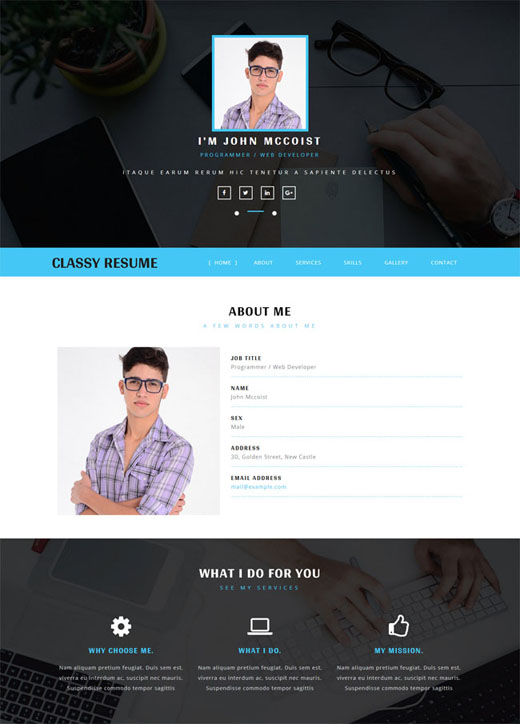 I'M JOHN MCCOIST
PROGRAMMER / WEB DEVELOPER
ITAQUE EARUM RERUM HIC TENETUR A SAPIENTE DELECTUS
CLASSY RESUME
[ HOME ] ABOUT SERVICES SKILLS GALLERY CONTACT
ABOUT ME
A FEW WORDS ABOUT ME
JOB TITLE
Programmer / Web Developer
NAME
John Mccoist
SEX
Male
ADDRESS
30, Golden Street, New Castle
EMAIL ADDRESS
mail@example.com
WHAT I DO FOR YOU
SEE MY SERVICES
WHY CHOOSE ME.
Nam aliquam pretium feugiat. Duis sem est,
viverra eu interdum ac, suscipit nec mauris.
Suspendisse commodo tempor sagittis
WHAT I DO.
Nam aliquam pretium feugiat. Duis sem est,
viverra eu interdum ac, suscipit nec mauris.
Suspendisse commodo tempor sagittis
MY MISSION.
Nam aliquam pretium feugiat. Duis sem est,
viverra eu interdum ac, suscipit nec mauris.
Suspendisse commodo tempor sagittis